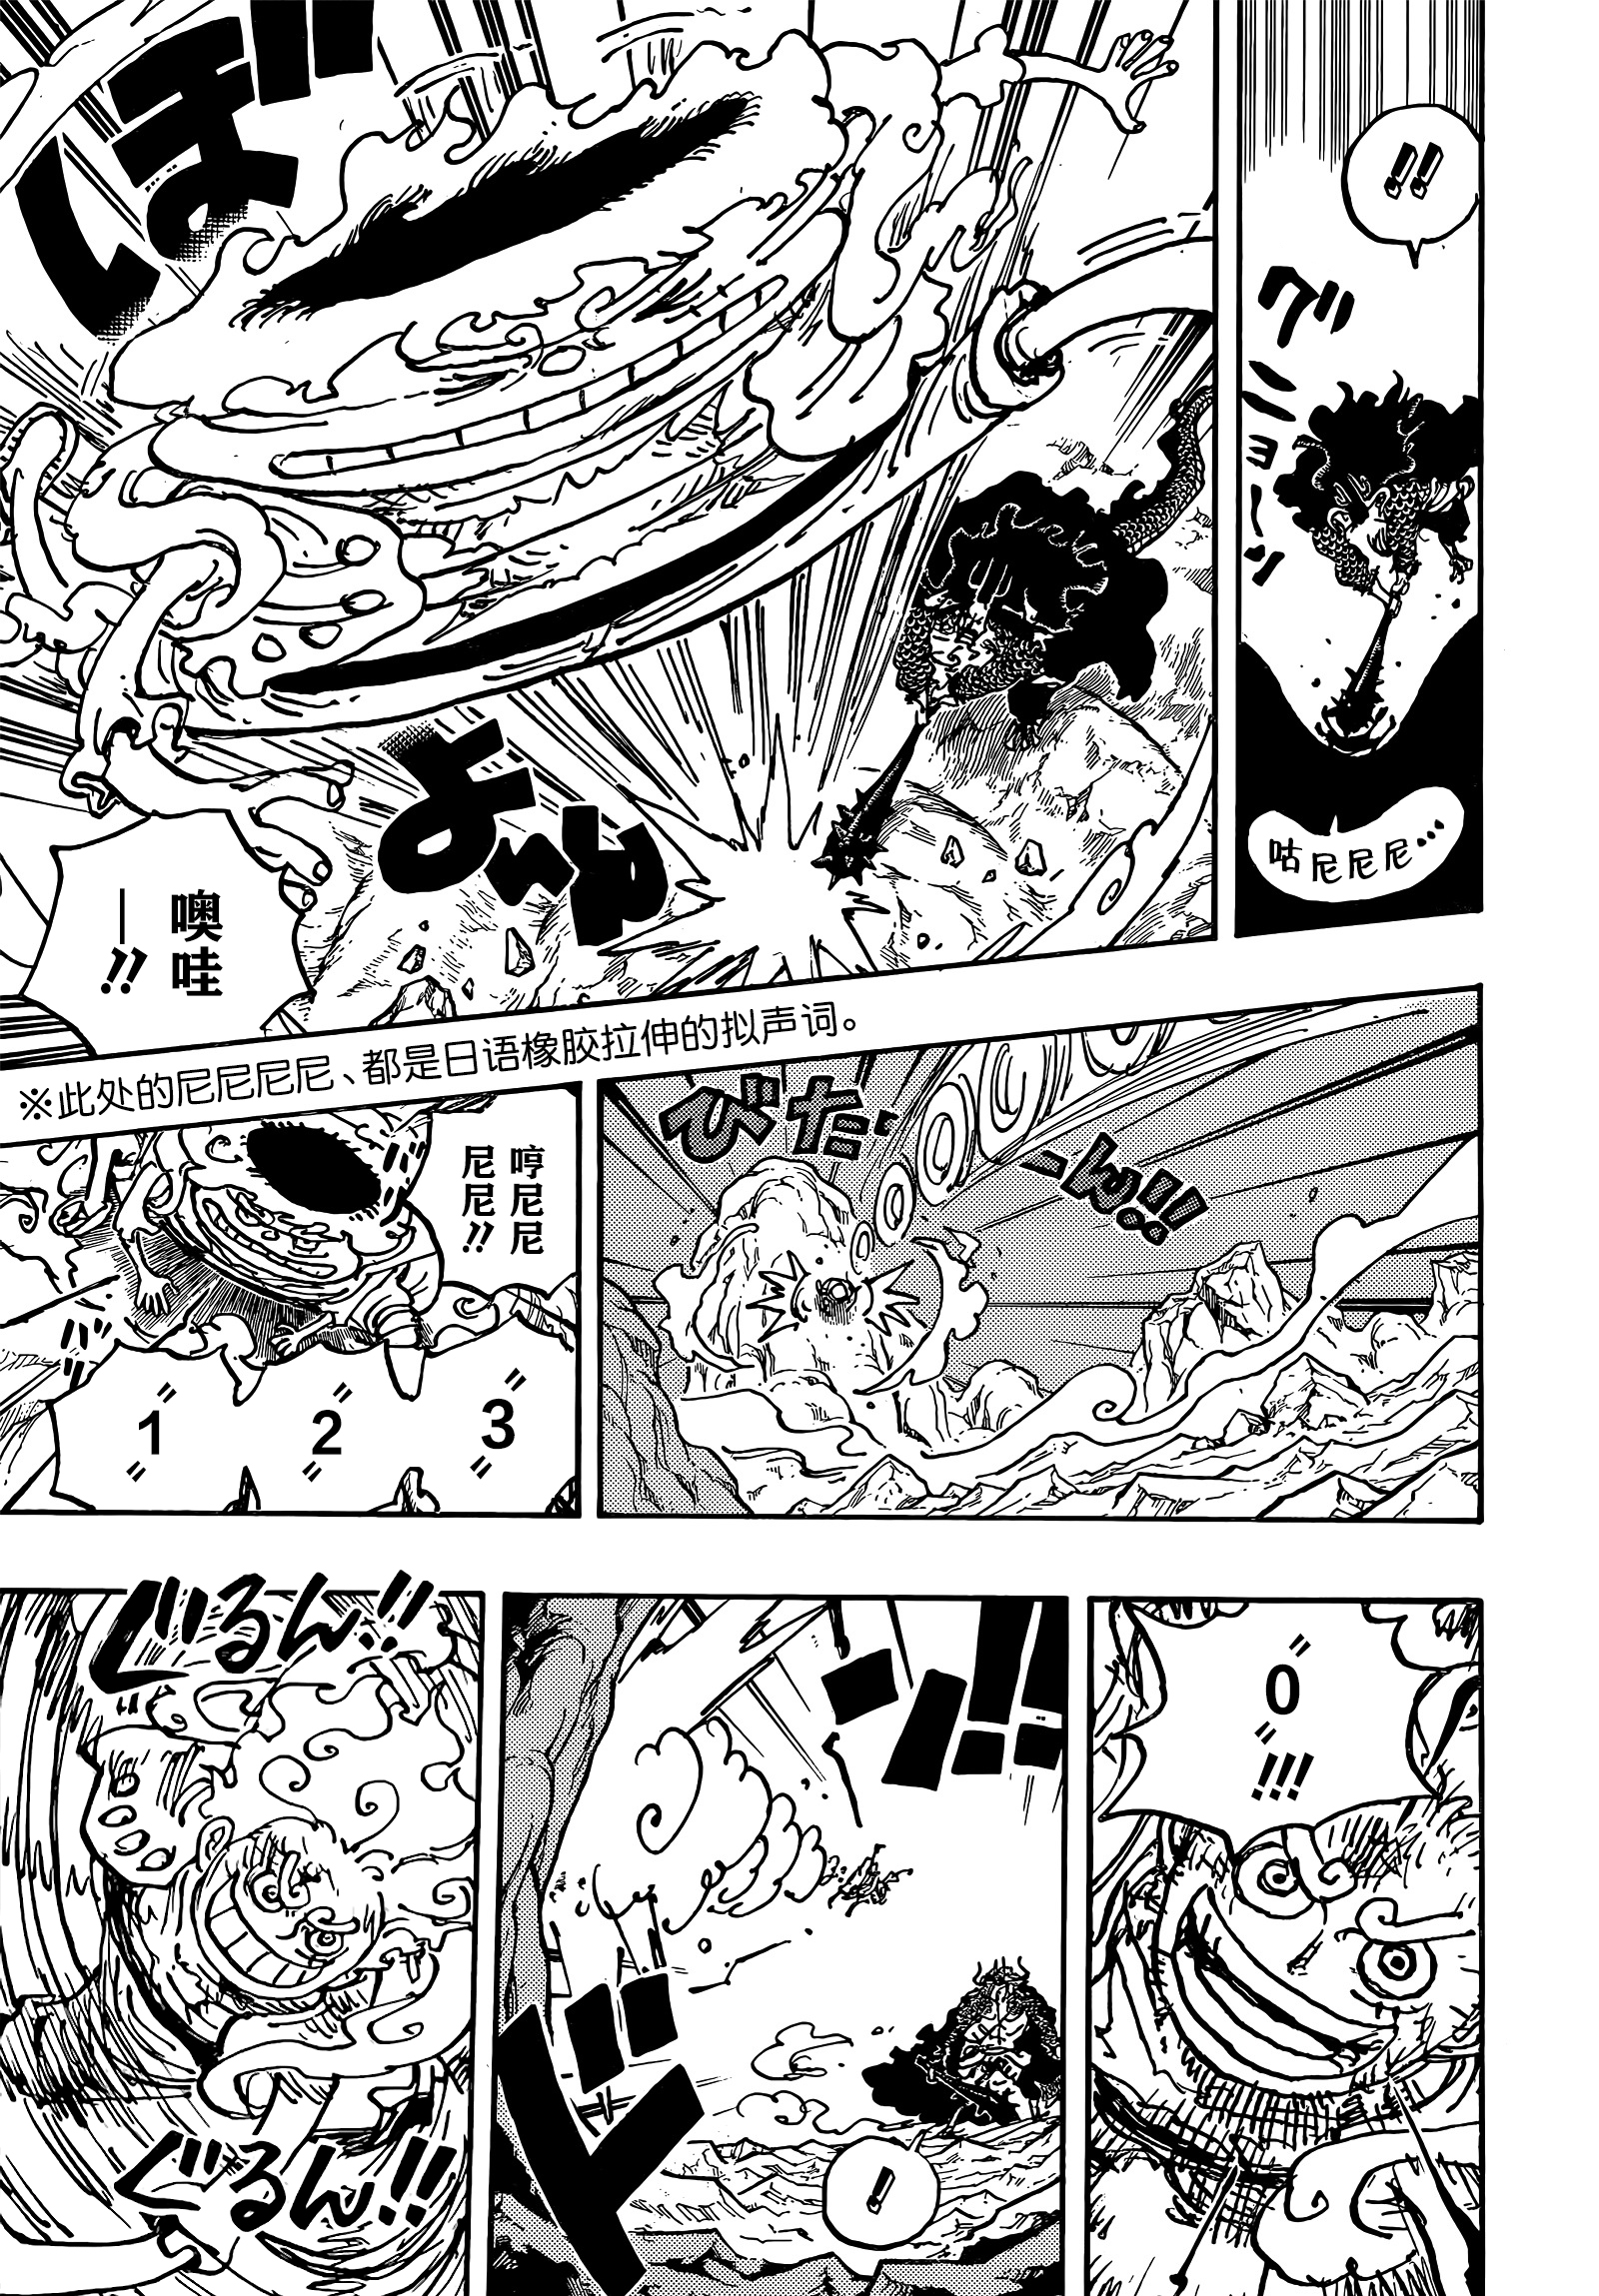 !!
グニョーッ
咕尼尼尼…
ぼよん
噢哇
—!!
※此处的尼尼尼尼、都是日语橡胶拉伸的拟声词。
びたーん!!
哼尼尼
尼尼!!
"3"
"2"
"1"
"0"
!!!
ド
!
ぐるん!!
ぐるん!!